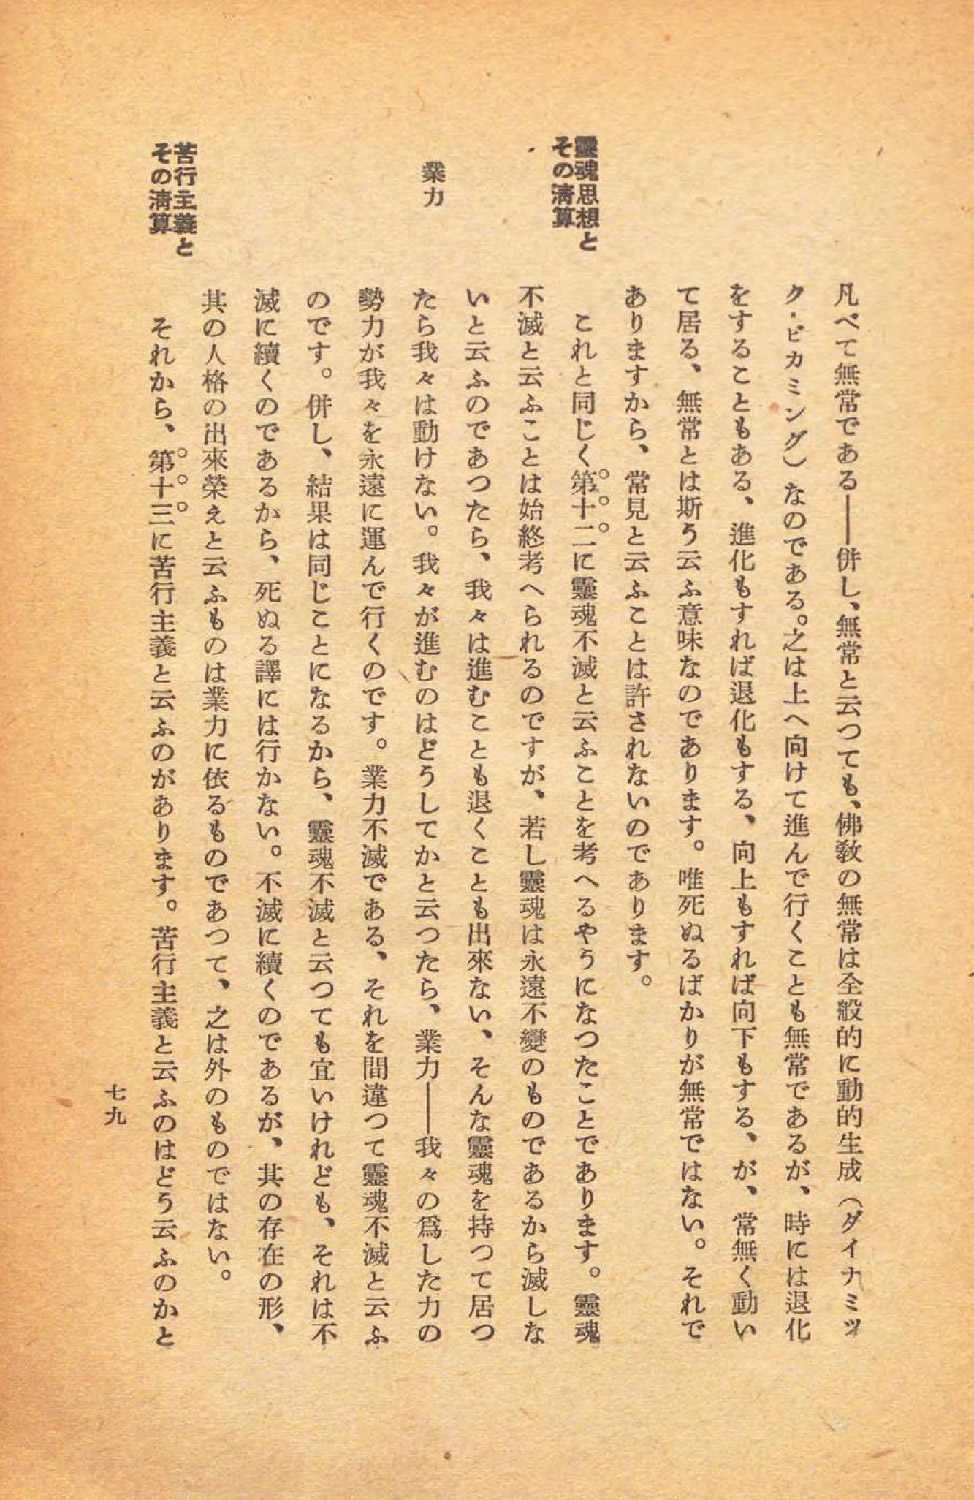 凡べて無常である――併し、無常と云つても、佛敎の無常は全般的に動的生成（ダイナミツ
ク・ビカミング）なのである。之は上へ向けて進んで行くことも無常であるが、時には退化
をすることもある、進化もすれば退化もする、向上もすれば向下もする、が、常無く動い
て居る、無常とは斯う云ふ意味なのであります。唯死ぬるばかりが無常ではない。それで
ありますから、常見と云ふことは許されないのであります。
靈魂思想と
その淸算
これと同じく第十二に靈魂不滅と云ふことを考へるやうになつたことであります。靈魂
不滅と云ふことは始終考へられるのですが、若し靈魂は永遠不變のものであるから滅しな
いと云ふのであつたら、我々は進むことも退くことも出來ない、そんな靈魂を持つて居つ
業力
たら我々は動けない。我々が進むのはどうしてかと云つたら、業力――我々の爲した力の
勢力が我々を永遠に運んで行くのです。業力不滅である、それを間違つて靈魂不滅と云ふ
のです。併し、結果は同じことになるから、靈魂不滅と云つても宜いけれども、それは不
滅に續くのであるから、死ぬる譯には行かない。不滅に續くのであるが、其の存在の形、
其の人格の出來榮えと云ふものは業力に依るものであつて、之は外のものではない。
苦行主義と
その淸算
それから、第十三に苦行主義と云ふのがあります。苦行主義と云ふのはどう云ふのかと
七九